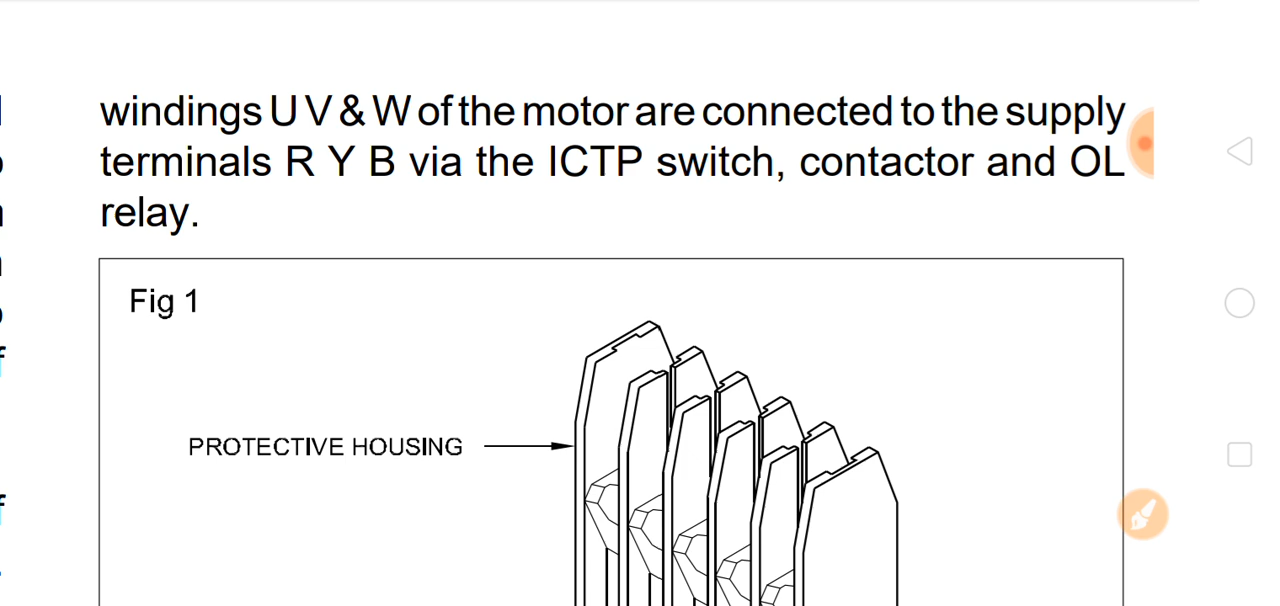 windings U V & W of the motor are connected to the supply
terminals R Y B via the ICTP switch, contactor and OL
relay.
Fig 1
PROTECTIVE HOUSING